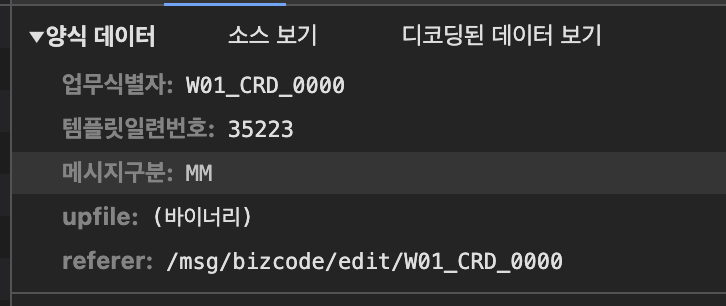 ▼양식 데이터 소스 보기 디코딩된 데이터 보기
업무식별자: W01_CRD_0000
템플릿일련번호: 35223
메시지구분: MM
upfile: (바이너리)
referer: /msg/bizcode/edit/W01_CRD_0000